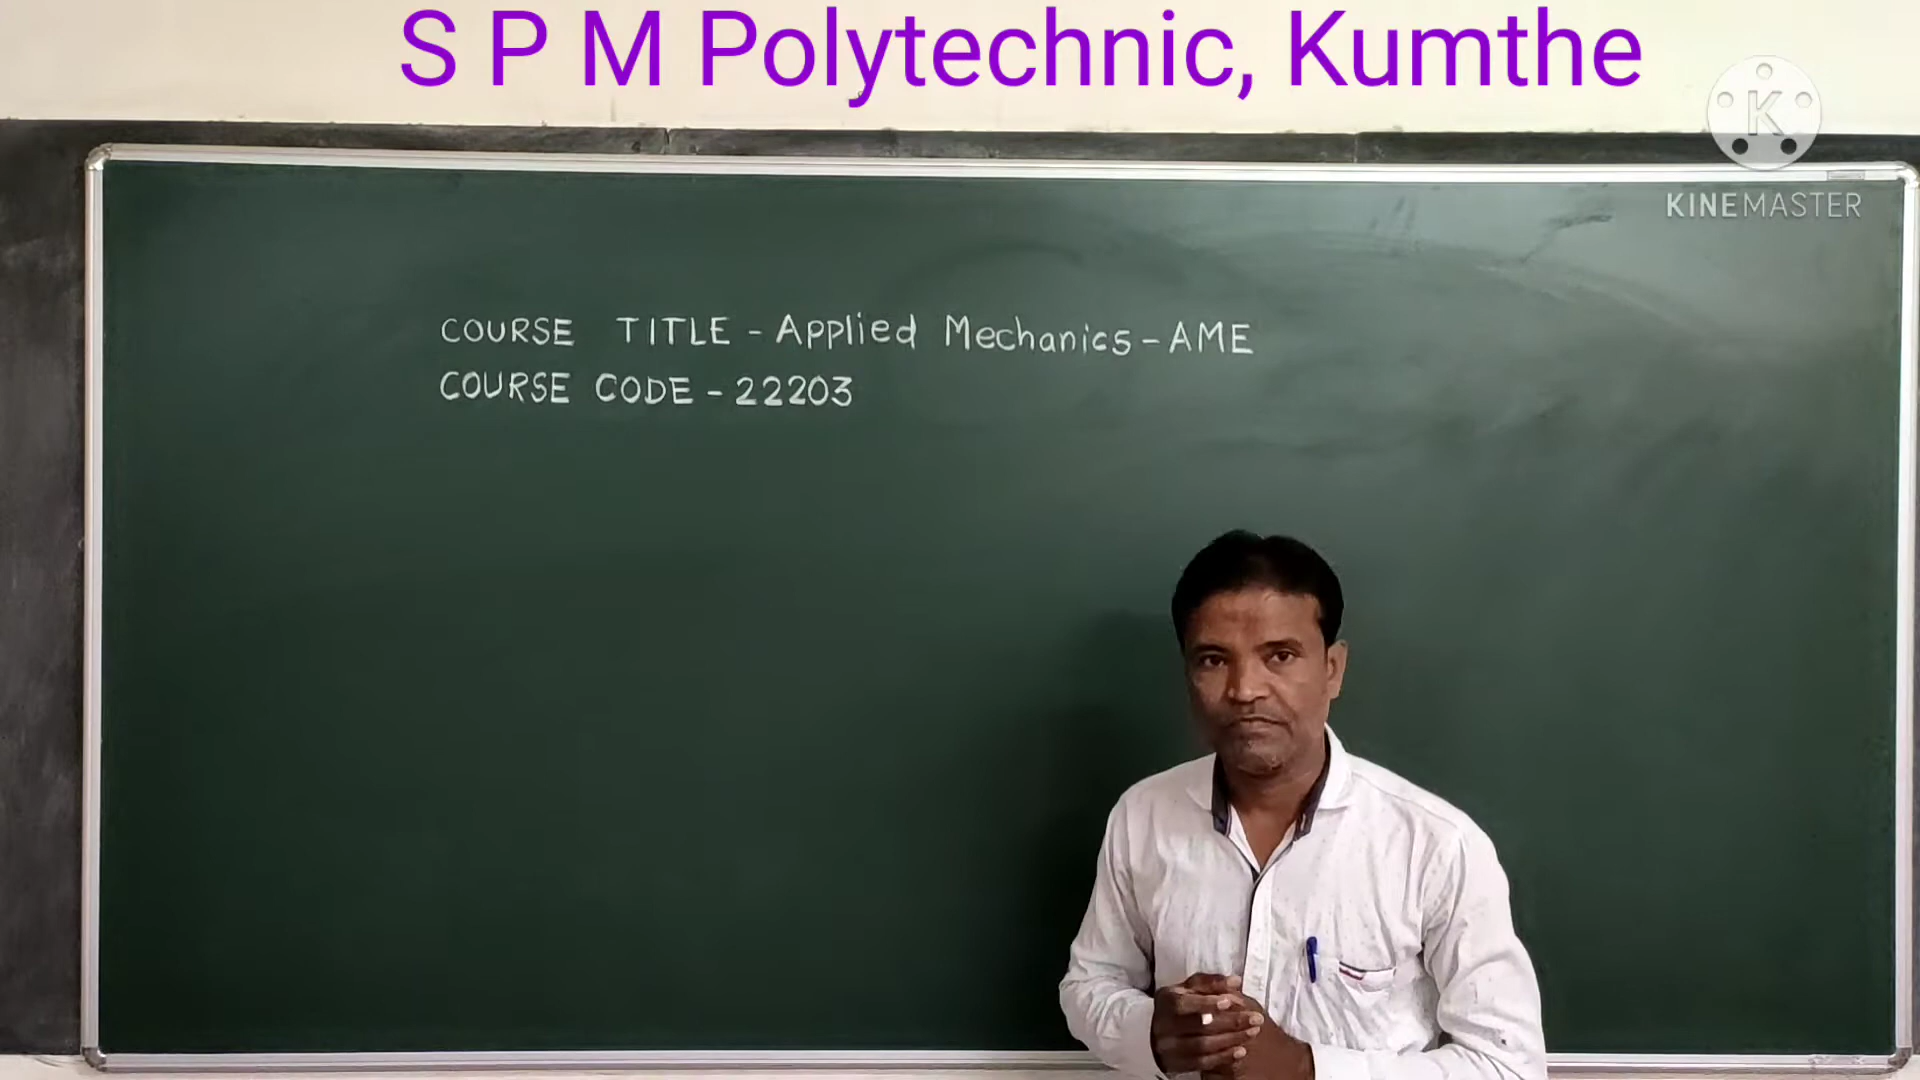 S P M Polytechnic, Kumthe
K
KINEMASTER
COURSE TITLE - Applied Mechanics - AME
COURSE CODE - 22203